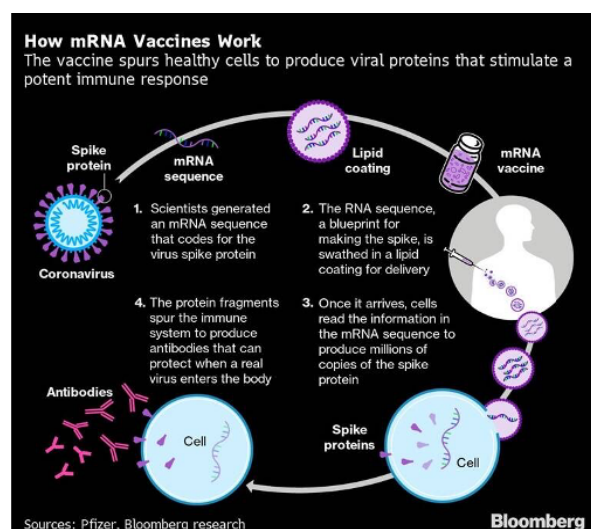 How mRNA Vaccines Work
The vaccine spurs healthy cells to produce viral proteins that stimulate a
potent immune response
Spike
protein
mRNA
sequence
Lipid
coating
mRNA
vaccine
Coronavirus
1. Scientists generated
an mRNA sequence
that codes for the
virus spike protein
2. The RNA sequence,
a blueprint for
making the spike, is
swathed in a lipid
coating for delivery
4. The protein fragments
spur the immune
system to produce
antibodies that can
protect when a real
virus enters the body
3. Once it arrives, cells
read the information in
the mRNA sequence to
produce millions of
copies of the spike
protein
Antibodies
Cell
Spike
proteins
Cell
Sources: Pfizer, Bloomberg research
Bloomberg